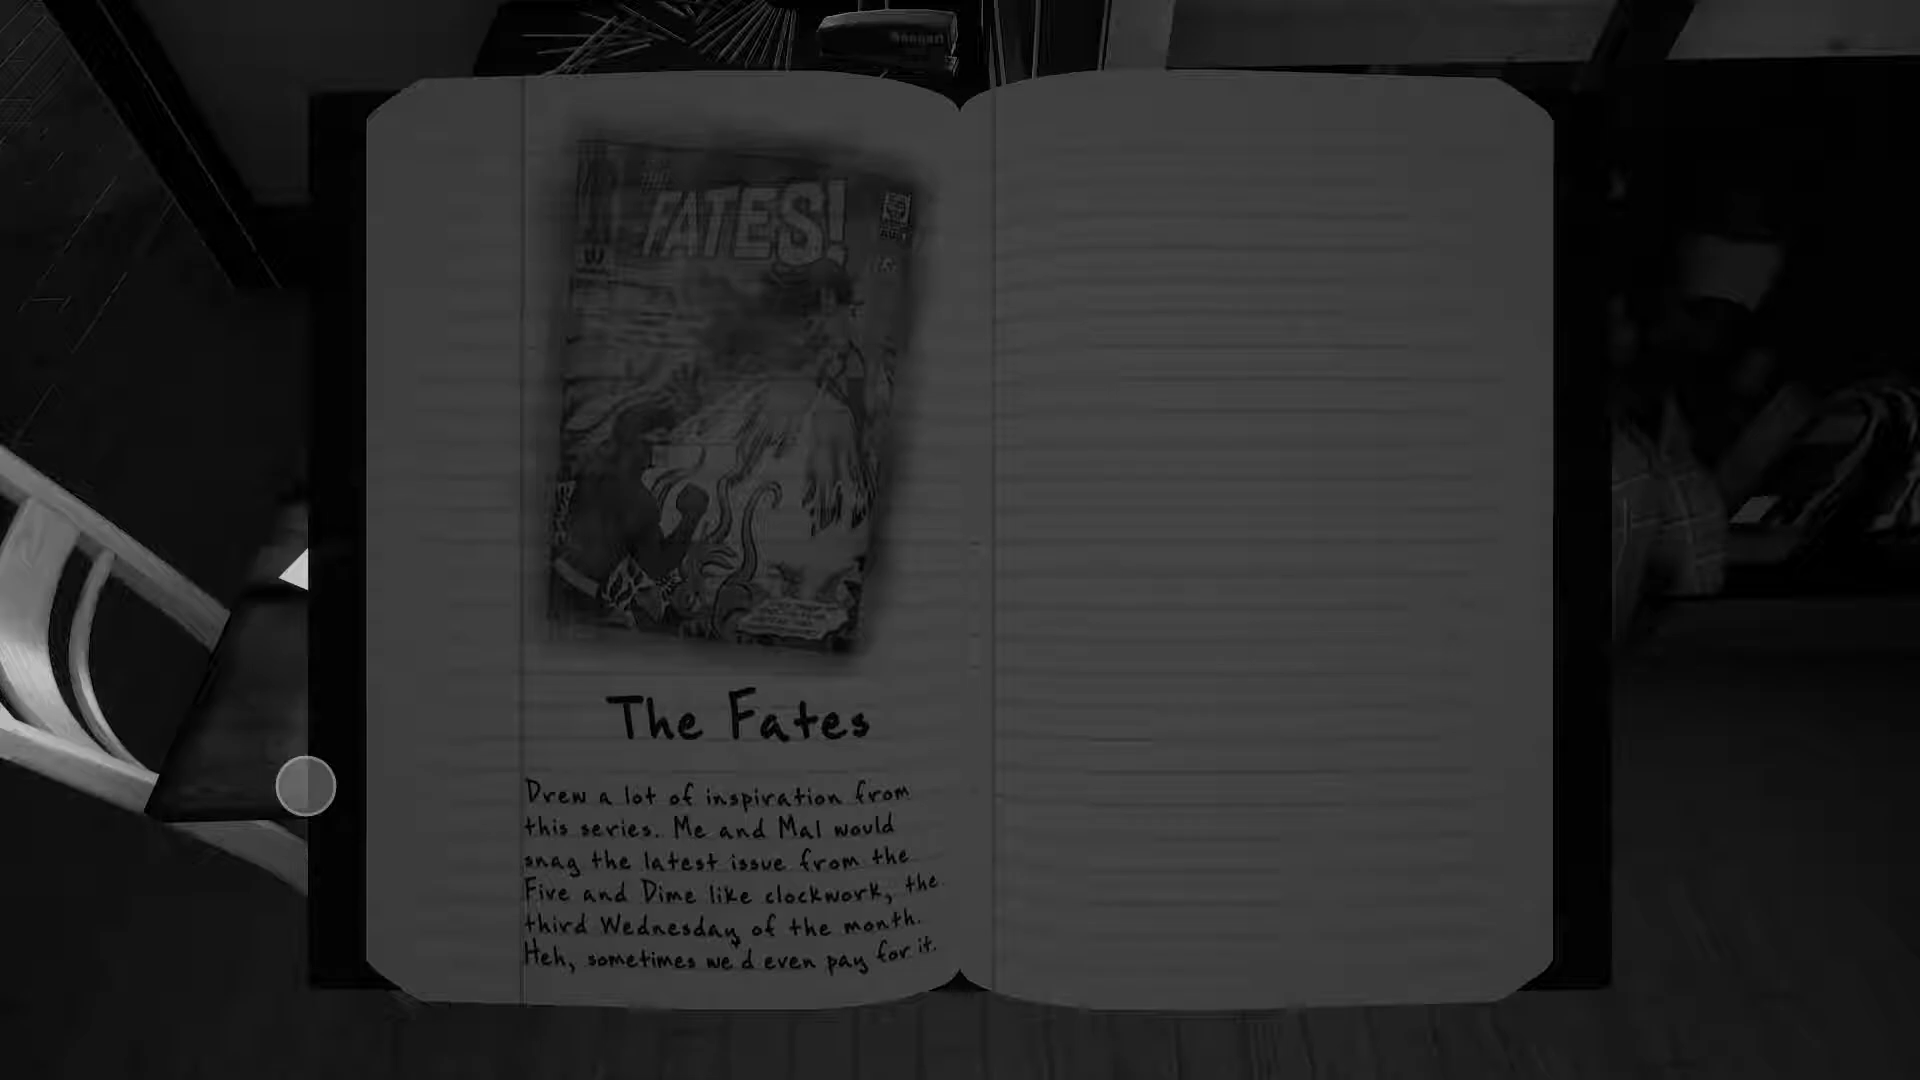 FATES!
The Fates
Drew a lot of inspiration from
this series. Me and Mal would
snag the latest issue from the
Five and Dime like clockwork, the
third Wednesday of the month.
Heh, sometimes we'd even pay for it.